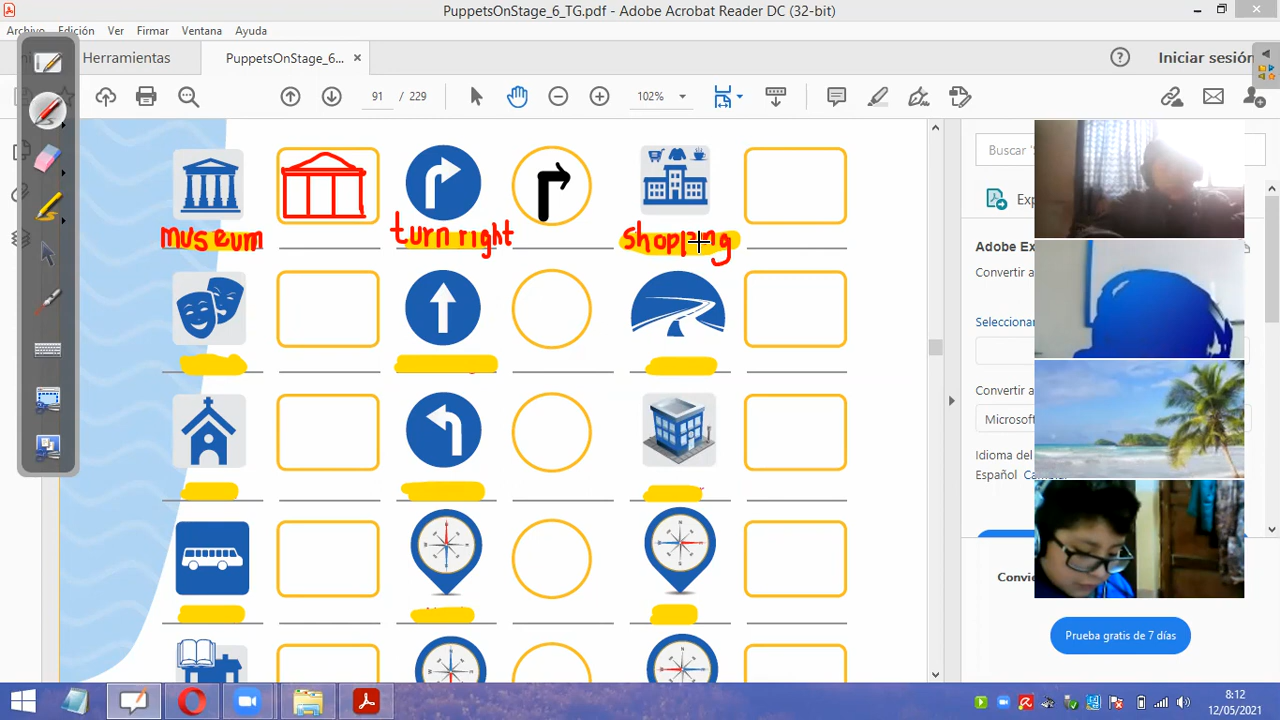 PuppetsOnStage_6_TG.pdf - Adobe Acrobat Reader DC (32-bit)
Archivo Edición Ver Firmar Ventana Ayuda
Herramientas PuppetsOnStage_6... × Iniciar sesión
91 / 229 102%
museum turn right shopping
Buscar
Adobe
Convertir a
Seleccionar
Convertir a
Microsoft
Idioma del
Español
Prueba gratis de 7 días
8:12
12/05/2021